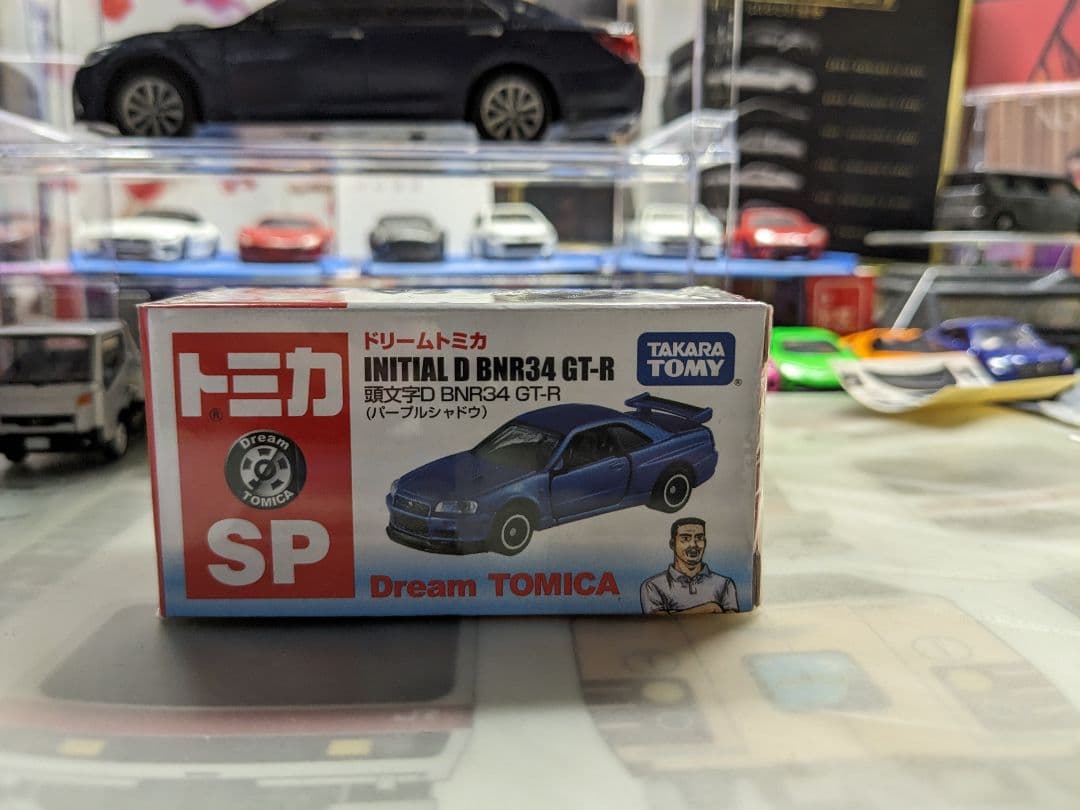 トミカ
®
Dream
TOMICA
SP
ドリームトミカ
INITIAL D BNR34 GT-R
頭文字D BNR34 GT-R
(パープルシャドウ)
TAKARA
TOMY
®
Dream TOMICA